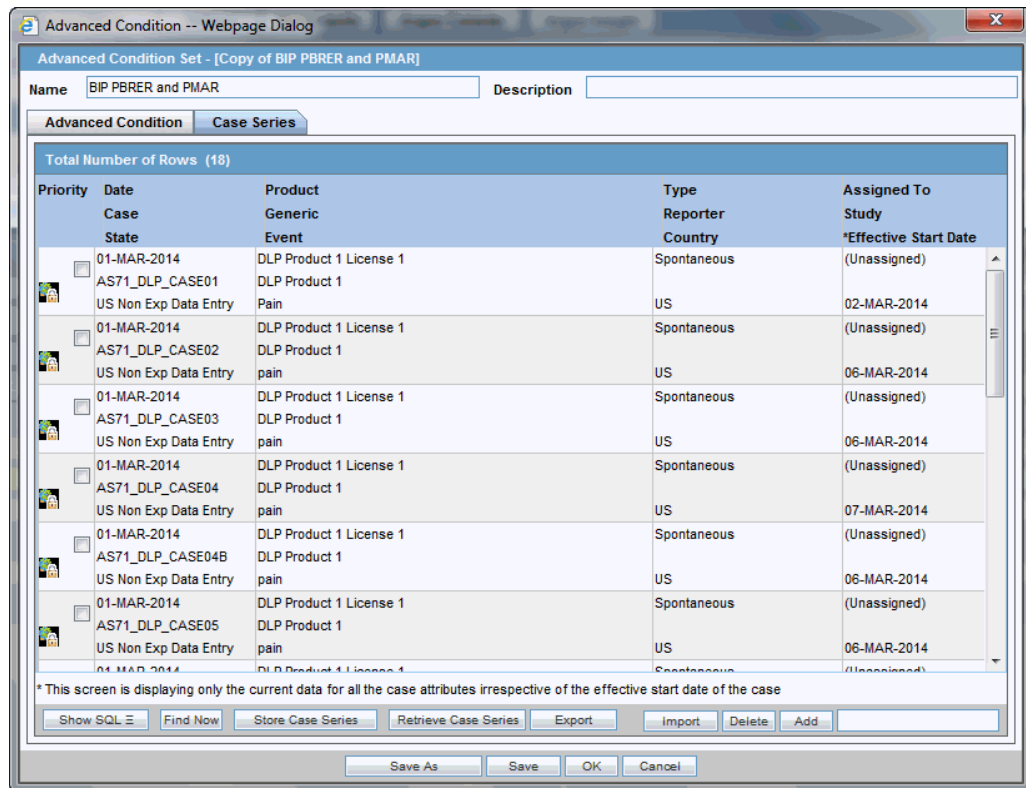 Advanced Condition -- Webpage Dialog
Advanced Condition Set - [Copy of BIP PBRER and PMAR]
Name BIP PBRER and PMAR Description
Advanced Condition Case Series
Total Number of Rows (18)
Priority Date Product Type Assigned To
Case Generic Reporter Study
State Event Country *Effective Start Date
01-MAR-2014 DLP Product 1 License 1 Spontaneous (Unassigned)
AS71_DLP_CASE01 DLP Product 1
US Non Exp Data Entry Pain US 02-MAR-2014
01-MAR-2014 DLP Product 1 License 1 Spontaneous (Unassigned)
AS71_DLP_CASE02 DLP Product 1
US Non Exp Data Entry pain US 06-MAR-2014
01-MAR-2014 DLP Product 1 License 1 Spontaneous (Unassigned)
AS71_DLP_CASE03 DLP Product 1
US Non Exp Data Entry pain US 06-MAR-2014
01-MAR-2014 DLP Product 1 License 1 Spontaneous (Unassigned)
AS71_DLP_CASE04 DLP Product 1
US Non Exp Data Entry pain US 07-MAR-2014
01-MAR-2014 DLP Product 1 License 1 Spontaneous (Unassigned)
AS71_DLP_CASE04B DLP Product 1
US Non Exp Data Entry pain US 06-MAR-2014
01-MAR-2014 DLP Product 1 License 1 Spontaneous (Unassigned)
AS71_DLP_CASE05 DLP Product 1
US Non Exp Data Entry pain US 06-MAR-2014
01-MAR-2014 DLP Product 1 License 1 Spontaneous (Unassigned)
* This screen is displaying only the current data for all the case attributes irrespective of the effective start date of the case
Show SQL Ξ Find Now Store Case Series Retrieve Case Series Export Import Delete Add
Save As Save OK Cancel